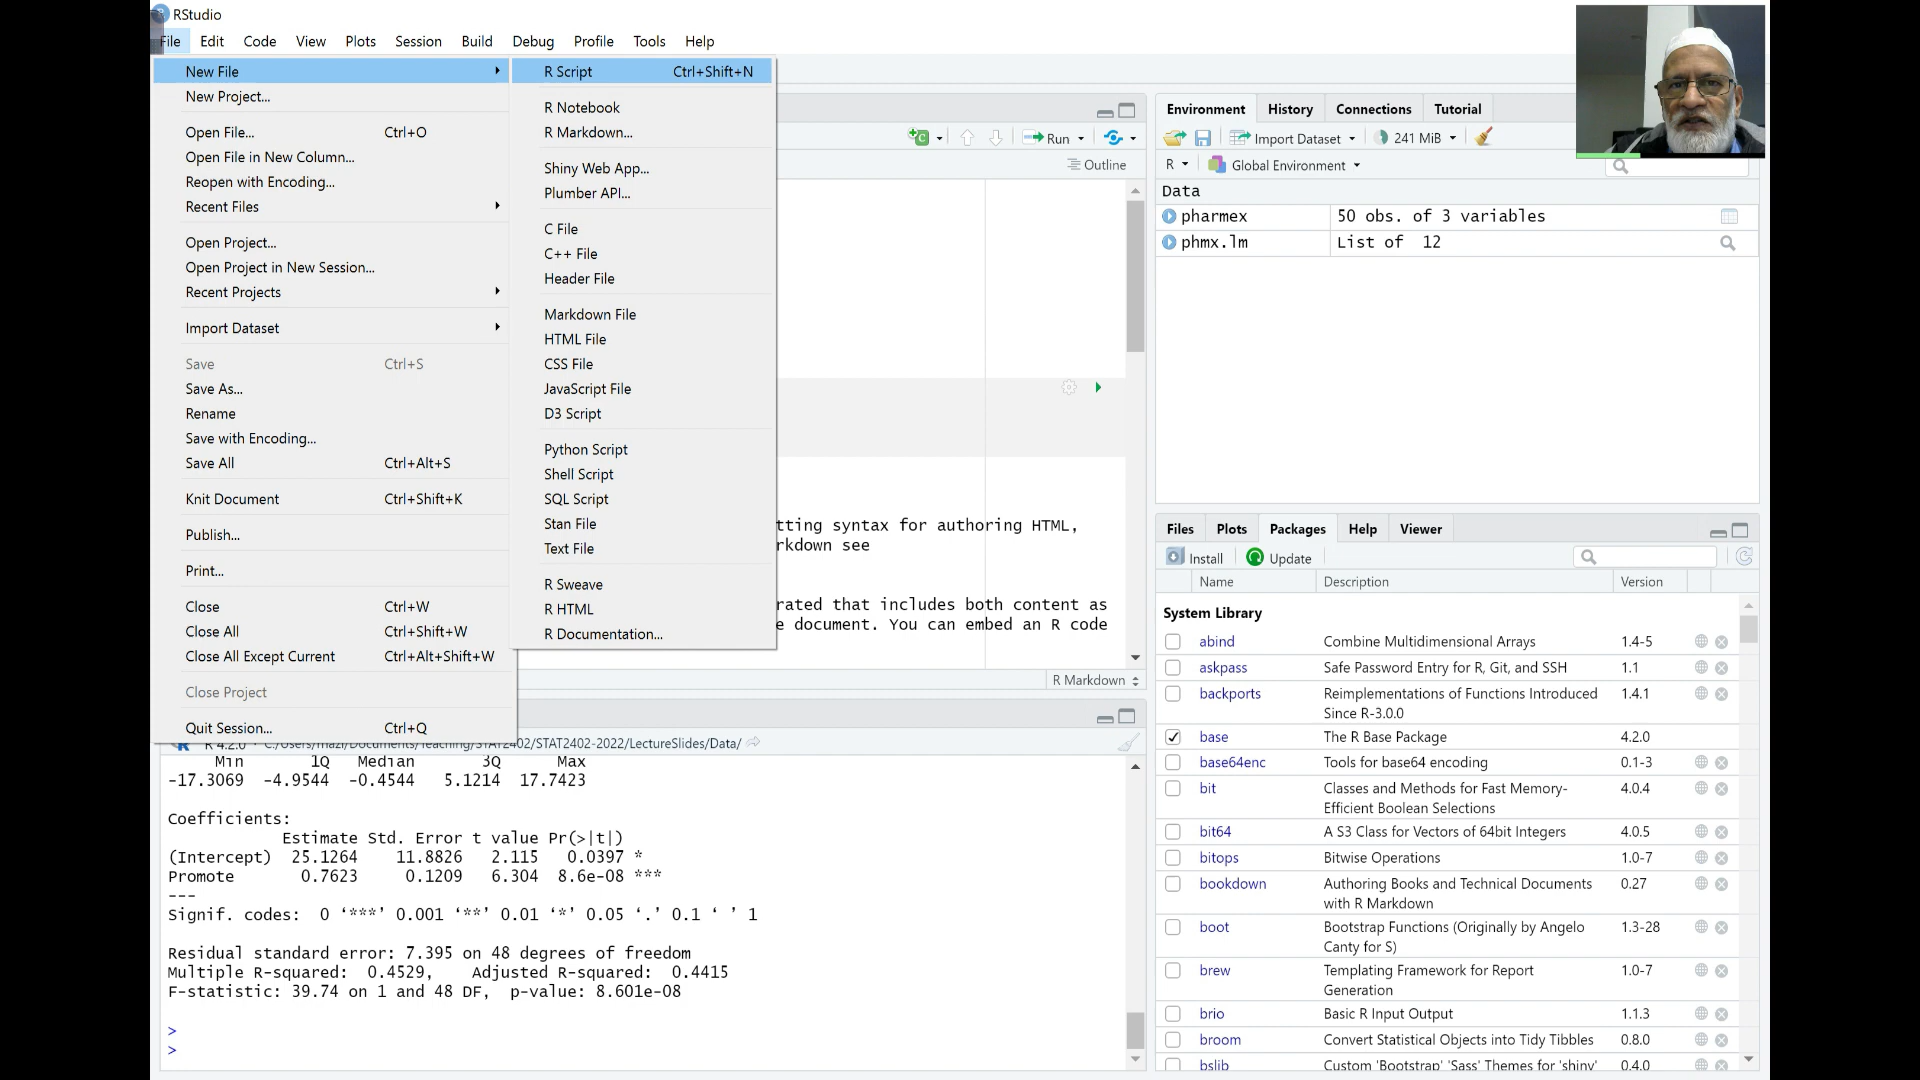 RStudio
File Edit Code View Plots Session Build Debug Profile Tools Help
New File
New Project...
Open File... Ctrl+O
Open File in New Column...
Reopen with Encoding...
Recent Files
Open Project...
Open Project in New Session...
Recent Projects
Import Dataset
Save Ctrl+S
Save As...
Rename
Save with Encoding...
Save All Ctrl+Alt+S
Knit Document Ctrl+Shift+K
Publish...
Print...
Close Ctrl+W
Close All Ctrl+Shift+W
Close All Except Current Ctrl+Alt+Shift+W
Close Project
Quit Session... Ctrl+Q
R Script Ctrl+Shift+N
R Notebook
R Markdown...
Shiny Web App...
Plumber API...
C File
C++ File
Header File
Markdown File
HTML File
CSS File
JavaScript File
D3 Script
Python Script
Shell Script
SQL Script
Stan File
Text File
R Sweave
R HTML
R Documentation...
Run
Outline
tting syntax for authoring HTML,
rkdown see
rated that includes both content as
e document. You can embed an R code
R Markdown
R 4.2.0 · C:/Users/mazi/Documents/Teaching/STAT2402/STAT2402-2022/LectureSlides/Data/
Min 1Q Median 3Q Max
-17.3069 -4.9544 -0.4544 5.1214 17.7423
Coefficients:
Estimate Std. Error t value Pr(>|t|)
(Intercept) 25.1264 11.8826 2.115 0.0397 *
Promote 0.7623 0.1209 6.304 8.6e-08 ***
---
Signif. codes: 0 ‘***’ 0.001 ‘**’ 0.01 ‘*’ 0.05 ‘.’ 0.1 ‘ ’ 1
Residual standard error: 7.395 on 48 degrees of freedom
Multiple R-squared: 0.4529, Adjusted R-squared: 0.4415
F-statistic: 39.74 on 1 and 48 DF, p-value: 8.601e-08
>
>
Environment History Connections Tutorial
Import Dataset 241 MiB
R Global Environment
Data
pharmex 50 obs. of 3 variables
phmx.lm List of 12
Files Plots Packages Help Viewer
Install Update
Name Description Version
System Library
abind Combine Multidimensional Arrays 1.4-5
askpass Safe Password Entry for R, Git, and SSH 1.1
backports Reimplementations of Functions Introduced 1.4.1
Since R-3.0.0
base The R Base Package 4.2.0
base64enc Tools for base64 encoding 0.1-3
bit Classes and Methods for Fast Memory- 4.0.4
Efficient Boolean Selections
bit64 A S3 Class for Vectors of 64bit Integers 4.0.5
bitops Bitwise Operations 1.0-7
bookdown Authoring Books and Technical Documents 0.27
with R Markdown
boot Bootstrap Functions (Originally by Angelo 1.3-28
Canty for S)
brew Templating Framework for Report 1.0-7
Generation
brio Basic R Input Output 1.1.3
broom Convert Statistical Objects into Tidy Tibbles 0.8.0
bslib Custom 'Bootstrap' 'Sass' Themes for 'shiny' 0.4.0